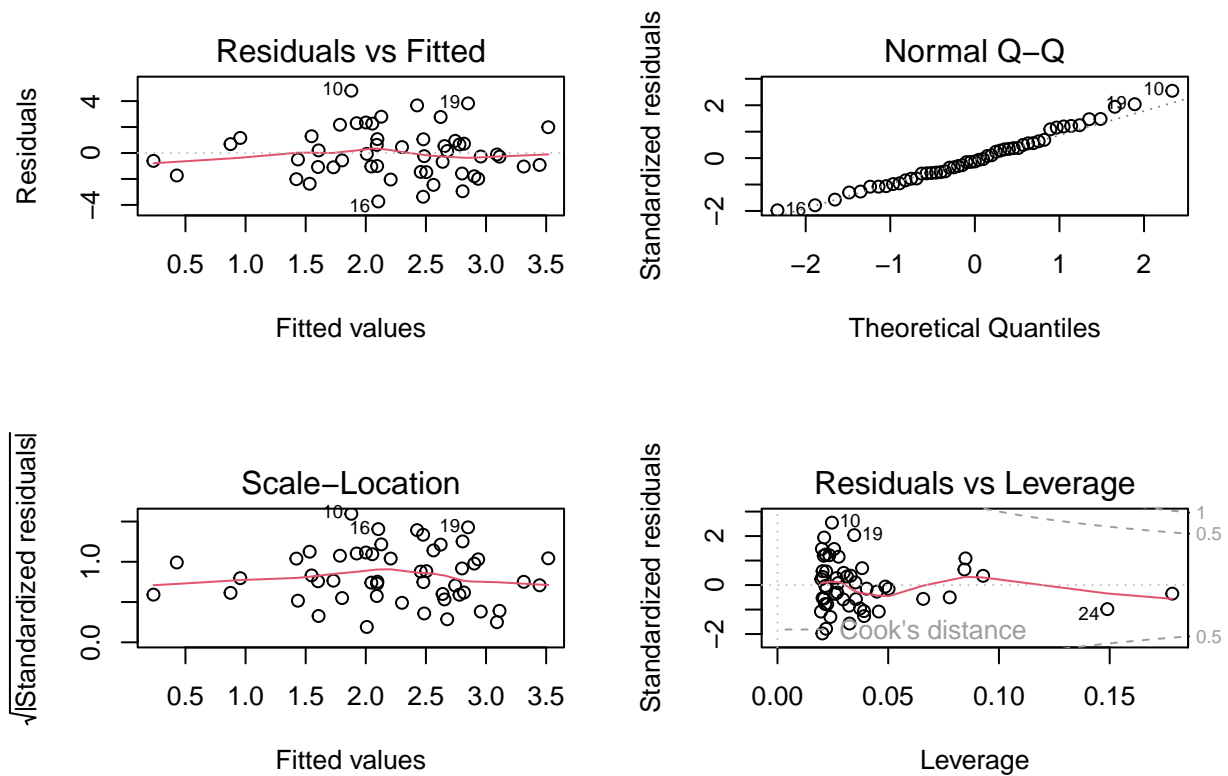 Residuals vs Fitted
Residuals
4
0
−4
10
19
16
0.5 1.0 1.5 2.0 2.5 3.0 3.5
Fitted values
Normal Q−Q
Standardized residuals
2
0
−2
10
19
16
−2 −1 0 1 2
Theoretical Quantiles
Scale−Location
√|Standardized residuals|
1.0
0.0
10
16
19
0.5 1.0 1.5 2.0 2.5 3.0 3.5
Fitted values
Residuals vs Leverage
Standardized residuals
2
0
−2
10
19
24
1
0.5
0.5
Cook's distance
0.00 0.05 0.10 0.15
Leverage